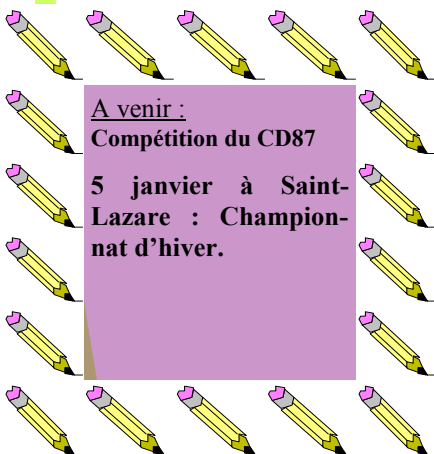 A venir :
Compétition du CD87
5 janvier à Saint-
Lazare : Champion-
nat d’hiver.